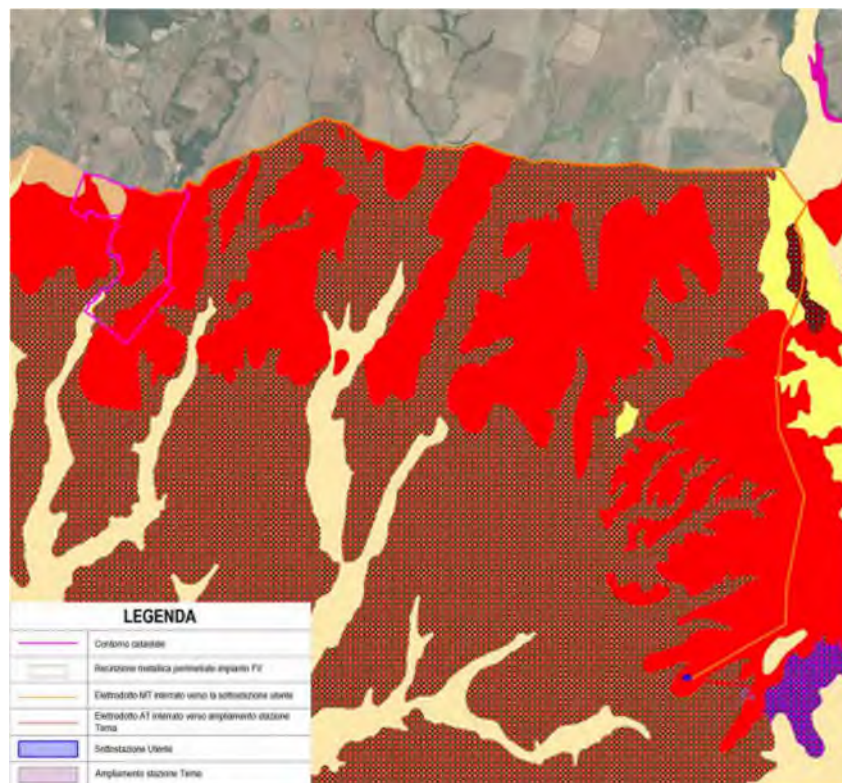 LEGENDA
Contorno catastale
Recinzione metallica perimetrale impianto FV
Elettrodotto MT interrato verso la sottostazione utente
Elettrodotto AT interrato verso ampliamento stazione
Terna
Sottostazione Utente
Ampliamento stazione Terna